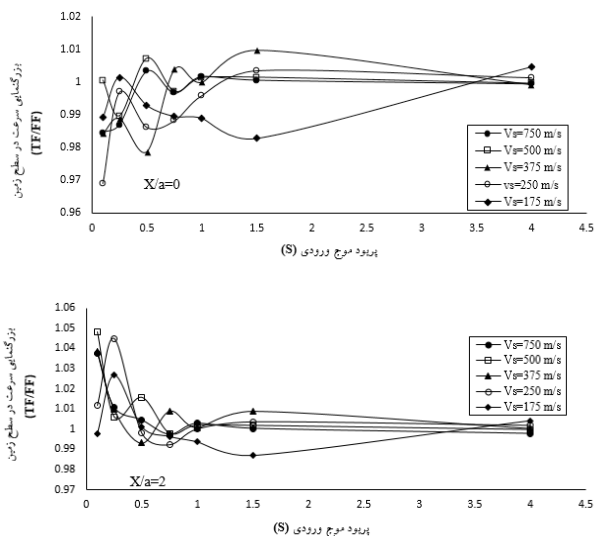 بزرگنمایی سرعت در سطح زمین
(TF/FF)
1.02
1.01
1
0.99
0.98
0.97
0.96
0
0.5
1
1.5
2
2.5
3
3.5
4
4.5
X/a=0
Vs=750 m/s
Vs=500 m/s
Vs=375 m/s
vs=250 m/s
Vs=175 m/s
پریود موج ورودی (S)
بزرگنمایی سرعت در سطح زمین
(TF/FF)
1.06
1.05
1.04
1.03
1.02
1.01
1
0.99
0.98
0.97
0
0.5
1
1.5
2
2.5
3
3.5
4
4.5
X/a=2
Vs=750 m/s
Vs=500 m/s
Vs=375 m/s
Vs=250 m/s
Vs=175 m/s
پریود موج ورودی (S)